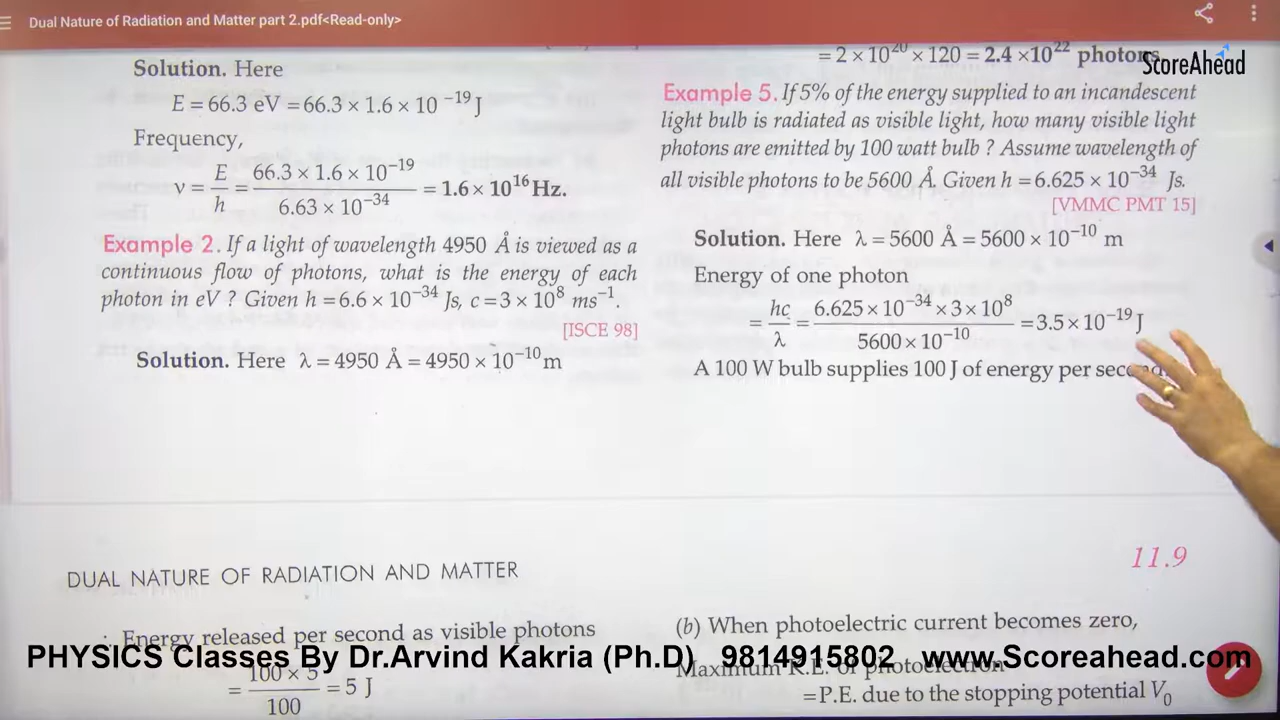 Dual Nature of Radiation and Matter part 2.pdf<Read-only>
ScoreAhead
Solution. Here
E = 66.3 eV = 66.3 × 1.6 × 10⁻¹⁹ J
Frequency,
ν = E/h = (66.3 × 1.6 × 10⁻¹⁹)/(6.63 × 10⁻³⁴) = 1.6 × 10¹⁶ Hz.
Example 2. If a light of wavelength 4950 Å is viewed as a
continuous flow of photons, what is the energy of each
photon in eV ? Given h = 6.6 × 10⁻³⁴ Js, c = 3 × 10⁸ ms⁻¹.
[ISCE 98]
Solution. Here λ = 4950 Å = 4950 × 10⁻¹⁰ m
= 2 × 10²⁰ × 120 = 2.4 × 10²² photons.
Example 5. If 5% of the energy supplied to an incandescent
light bulb is radiated as visible light, how many visible light
photons are emitted by 100 watt bulb ? Assume wavelength of
all visible photons to be 5600 Å. Given h = 6.625 × 10⁻³⁴ Js.
[VMMC PMT 15]
Solution. Here λ = 5600 Å = 5600 × 10⁻¹⁰ m
Energy of one photon
= hc/λ = (6.625 × 10⁻³⁴ × 3 × 10⁸)/(5600 × 10⁻¹⁰) = 3.5 × 10⁻¹⁹ J
A 100 W bulb supplies 100 J of energy per second.
DUAL NATURE OF RADIATION AND MATTER
11.9
∴ Energy released per second as visible photons
= (100 × 5)/100 = 5 J
(b) When photoelectric current becomes zero,
Maximum K.E. of photoelectron
= P.E. due to the stopping potential V₀
PHYSICS Classes By Dr.Arvind Kakria (Ph.D) 9814915802 www.Scoreahead.com